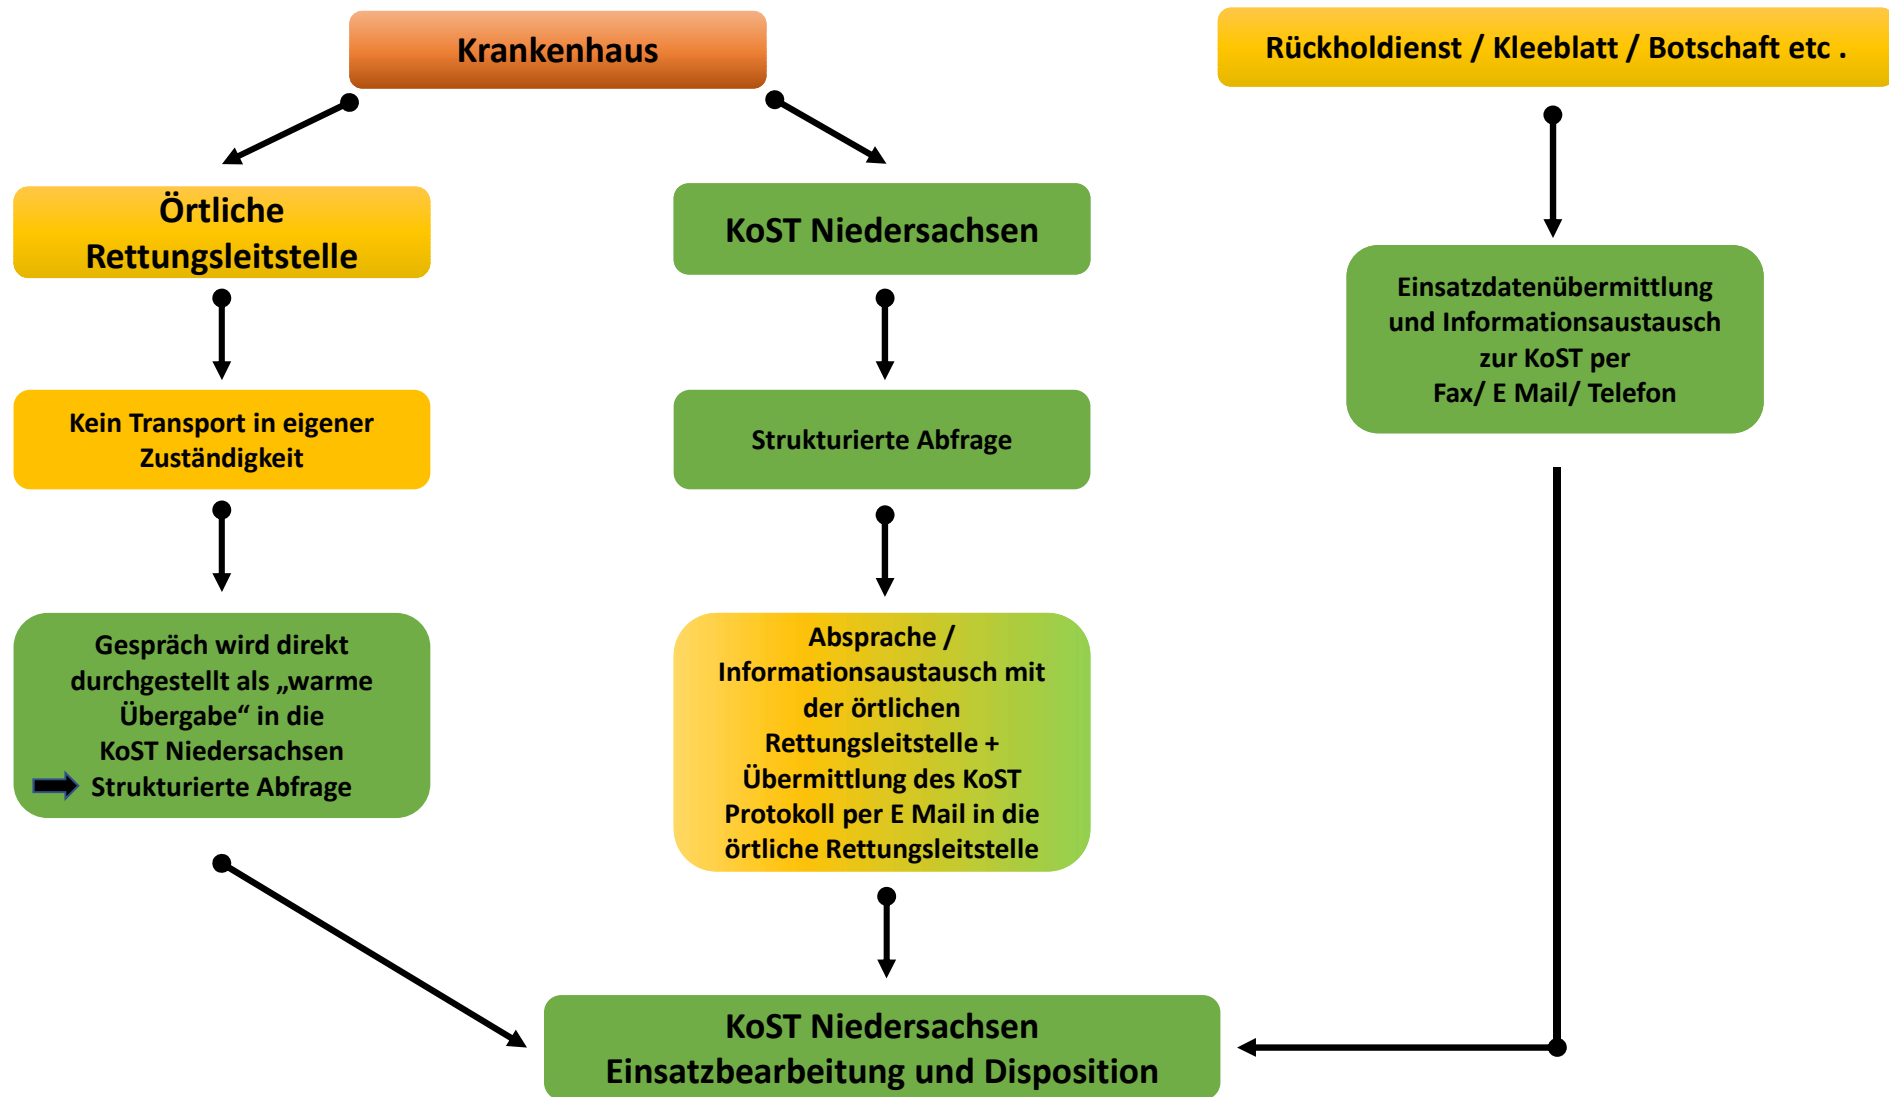 Krankenhaus
Rückholdienst / Kleeblatt / Botschaft etc .
Örtliche
Rettungsleitstelle
KoST Niedersachsen
Einsatzdatenübermittlung
und Informationsaustausch
zur KoST per
Fax/ E Mail/ Telefon
Kein Transport in eigener
Zuständigkeit
Strukturierte Abfrage
Gespräch wird direkt
durchgestellt als „warme
Übergabe“ in die
KoST Niedersachsen
Strukturierte Abfrage
Absprache /
Informationsaustausch mit
der örtlichen
Rettungsleitstelle +
Übermittlung des KoST
Protokoll per E Mail in die
örtliche Rettungsleitstelle
KoST Niedersachsen
Einsatzbearbeitung und Disposition